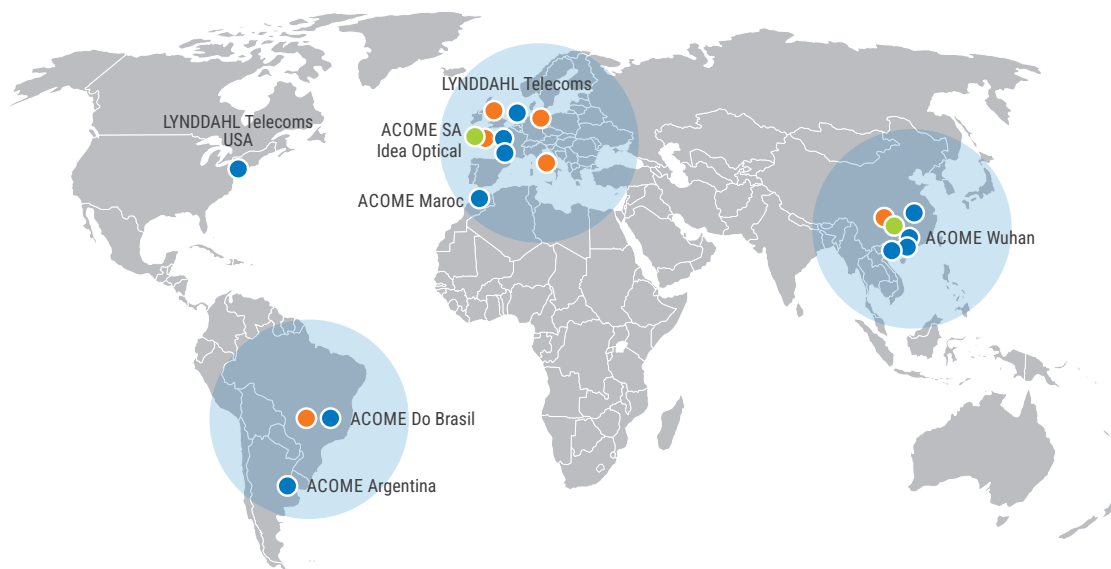 LYNDDAHL Telecoms
LYNDDAHL Telecoms
USA
ACOME SA
Idea Optical
ACOME Maroc
ACOME Wuhan
ACOME Do Brasil
ACOME Argentina